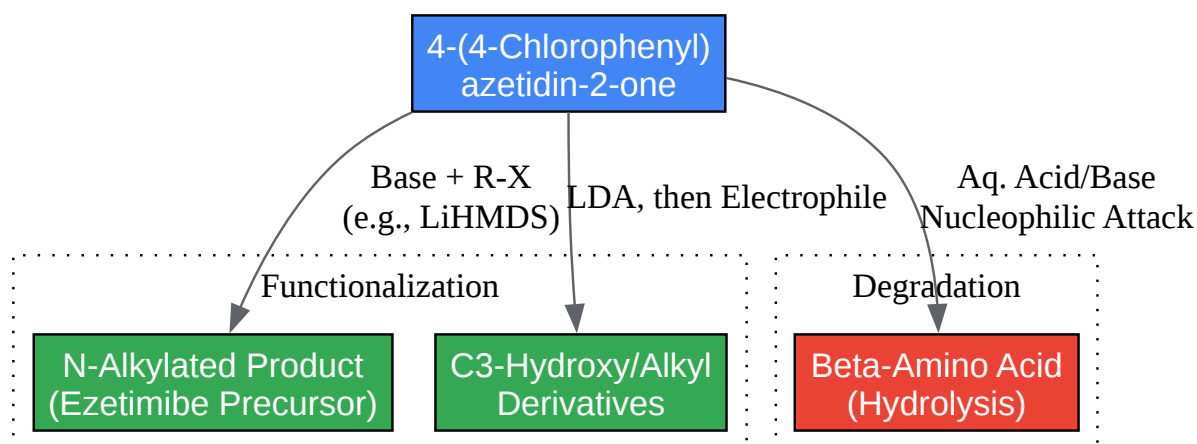 4-(4-Chlorophenyl)
azetidin-2-one
Base + R-X
(e.g., LiHMDS)
LDA, then Electrophile
Aq. Acid/Base
Nucleophilic Attack
Functionalization
Degradation
N-Alkylated Product
(Ezetimibe Precursor)
C3-Hydroxy/Alkyl
Derivatives
Beta-Amino Acid
(Hydrolysis)